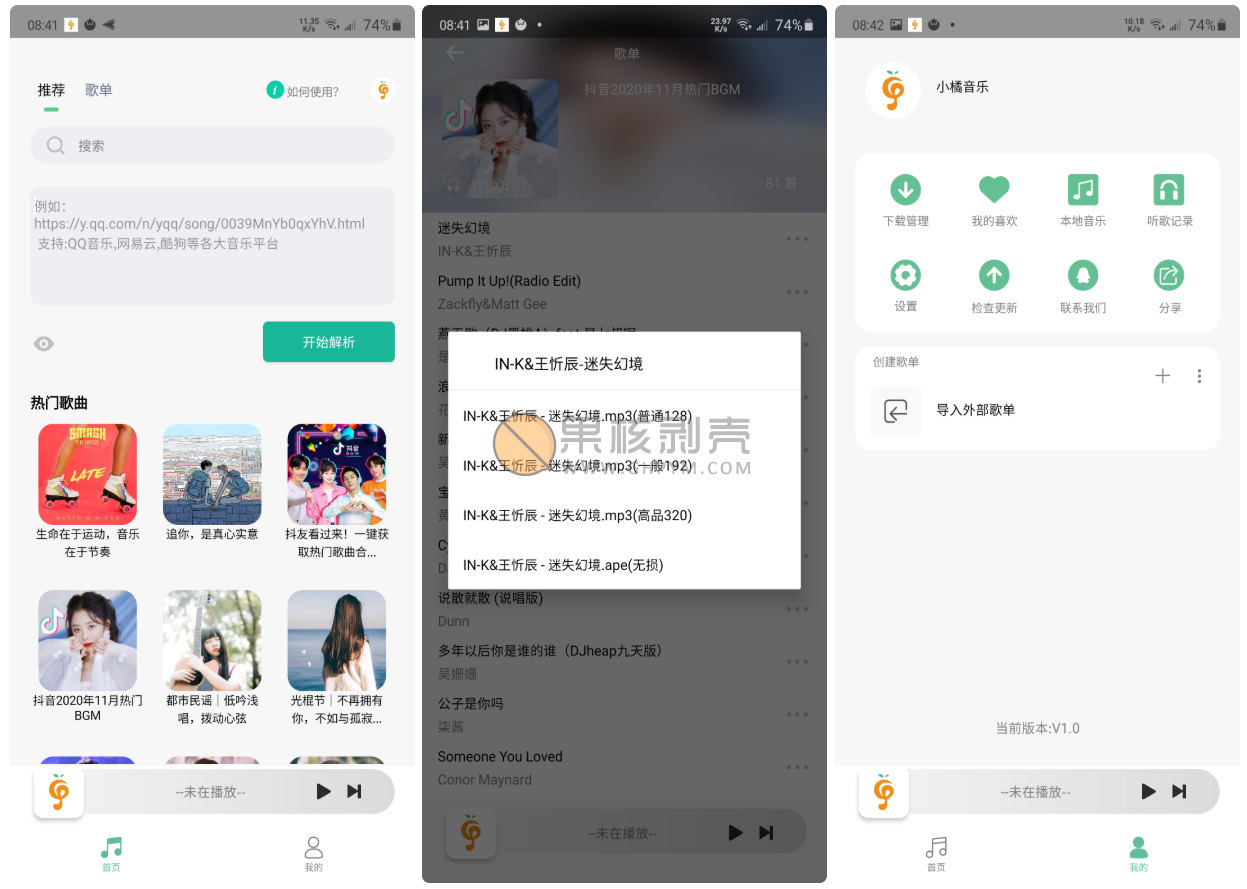 08:41
11.35
K/s
74%
推荐
歌单
如何使用?
搜索
例如:
https://y.qq.com/n/yqq/song/0039MnYb0qxYhV.html
支持:QQ音乐,网易云,酷狗等各大音乐平台
开始解析
热门歌曲
SMASH
THE HOUSE
LATE
抖音
生命在于运动，音乐
在于节奏
追你，是真心实意
抖友看过来！一键获
取热门歌曲合...
抖音2020年11月热门
BGM
都市民谣｜低吟浅
唱，拨动心弦
光棍节｜不再拥有
你，不如与孤寂...
--未在播放--
首页
我的
08:41
23.97
K/s
74%
歌单
抖音2020年11月热门BGM
81 首
迷失幻境
IN-K&王忻辰
Pump It Up!(Radio Edit)
Zackfly&Matt Gee
IN-K&王忻辰-迷失幻境
IN-K&王忻辰 - 迷失幻境.mp3(普通128)
IN-K&王忻辰 - 迷失幻境.mp3(一般192)
IN-K&王忻辰 - 迷失幻境.mp3(高品320)
IN-K&王忻辰 - 迷失幻境.ape(无损)
果核剥壳
WWW.GHPYM.COM
说散就散 (说唱版)
Dunn
多年以后你是谁的谁（DJheap九天版）
吴姗姗
公子是你吗
柒酱
Someone You Loved
Conor Maynard
--未在播放--
08:42
10.18
K/s
74%
小橘音乐
下载管理
我的喜欢
本地音乐
听歌记录
设置
检查更新
联系我们
分享
创建歌单
导入外部歌单
当前版本:V1.0
--未在播放--
首页
我的